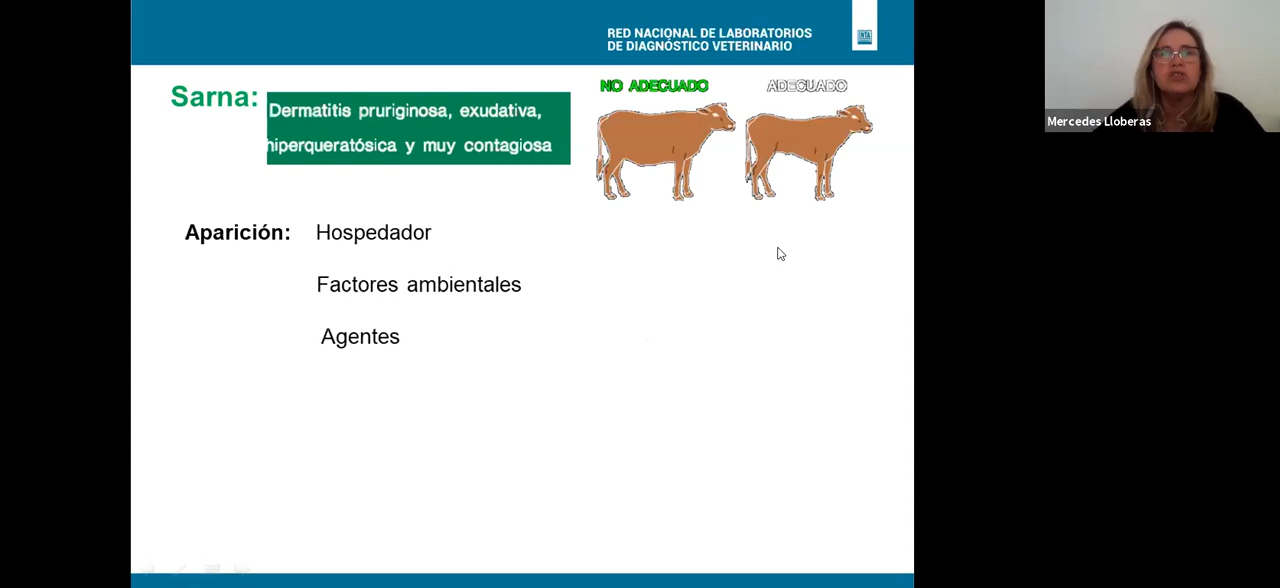 RED NACIONAL DE LABORATORIOS
DE DIAGNÓSTICO VETERINARIO
INTA
Sarna:
Dermatitis pruriginosa, exudativa,
hiperqueratósica y muy contagiosa
NO ADECUADO
ADECUADO
Mercedes Lloberas
Aparición:
Hospedador
Factores ambientales
Agentes